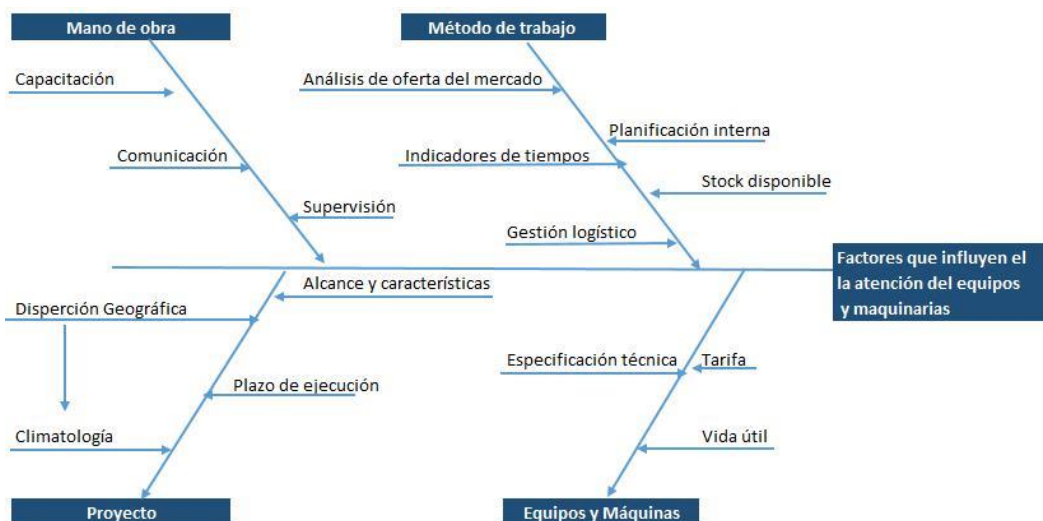 Mano de obra
Método de trabajo
Capacitación
Análisis de oferta del mercado
Planificación interna
Comunicación
Indicadores de tiempos
Stock disponible
Supervisión
Gestión logístico
Factores que influyen el
la atención del equipos
y maquinarias
Alcance y características
Disperción Geográfica
Especificación técnica
Tarifa
Plazo de ejecución
Climatología
Vida útil
Proyecto
Equipos y Máquinas